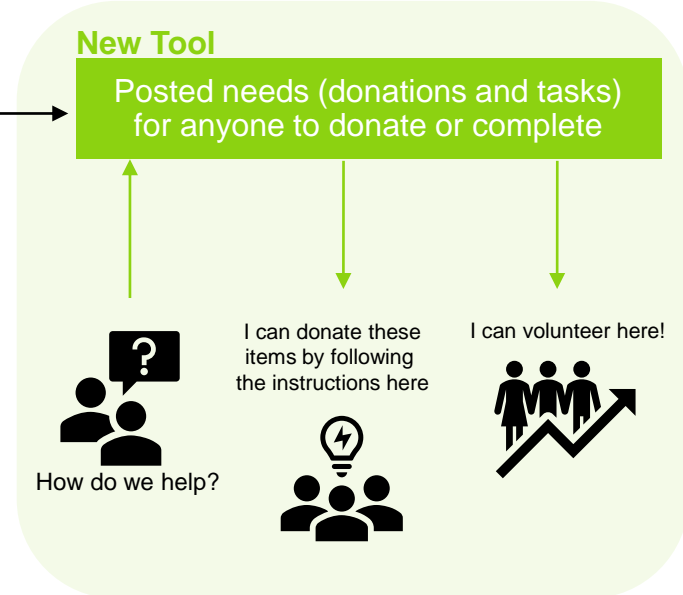 New Tool
Posted needs (donations and tasks)
for anyone to donate or complete
I can donate these
items by following
the instructions here
I can volunteer here!
?
How do we help?